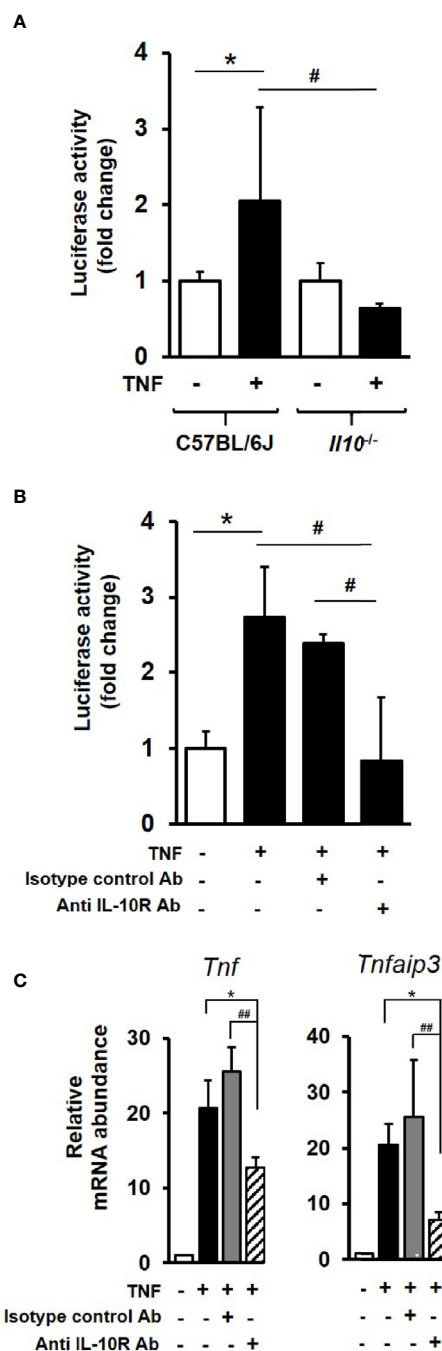 A
Luciferase activity
(fold change)
4
3
2
1
0
*
#
TNF - + - +
C57BL/6J Il10-/-
B
Luciferase activity
(fold change)
4
3
2
1
0
*
#
#
TNF - + + +
Isotype control Ab - - + -
Anti IL-10R Ab - - - +
C
Tnf Tnfaip3
Relative
mRNA abundance
30
20
10
0
*
##
40
30
20
10
0
*
##
TNF - + + + - + + +
Isotype control Ab - - + - - - + -
Anti IL-10R Ab - - - + - - - +